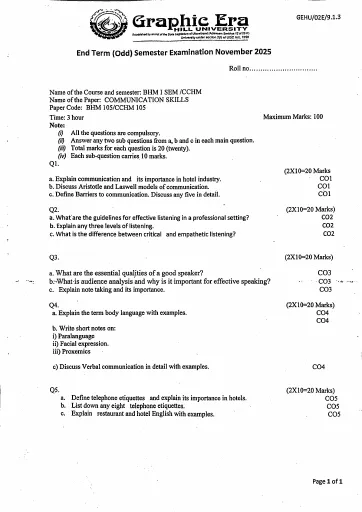 GEHU/02E/9.1.3
Graphic Era
HILL UNIVERSITY
End Term (Odd) Semester Examination November 2025
Roll no..............................
Name of the Course and semester: BHM I SEM /CCHM
Name of the Paper: COMMUNICATION SKILLS
Paper Code: BHM 105/CCHM 105
Time: 3 hour Maximum Marks: 100
Note:
(i) All the questions are compulsory.
(ii) Answer any two sub questions from a, b and c in each main question.
(iii) Total marks for each question is 20 (twenty).
(iv) Each sub-question carries 10 marks.
Q1.
(2X10=20 Marks
a. Explain communication and its importance in hotel industry. CO1
b. Discuss Aristotle and Laswell models of communication. CO1
c. Define Barriers to communication. Discuss any five in detail. CO1
Q2. (2X10=20 Marks)
a. What are the guidelines for effective listening in a professional setting? CO2
b. Explain any three levels of listening. CO2
c. What is the difference between critical and empathetic listening? CO2
Q3. (2X10=20 Marks)
a. What are the essential qualities of a good speaker? CO3
b. What is audience analysis and why is it important for effective speaking? CO3
c. Explain note taking and its importance. CO3
Q4. (2X10=20 Marks)
a. Explain the term body language with examples. CO4
CO4
b. Write short notes on:
i) Paralanguage
ii) Facial expression.
iii) Proxemics
c) Discuss Verbal communication in detail with examples. CO4
Q5. (2X10=20 Marks)
a. Define telephone etiquettes and explain its importance in hotels. CO5
b. List down any eight telephone etiquettes. CO5
c. Explain restaurant and hotel English with examples. CO5
Page 1 of 1